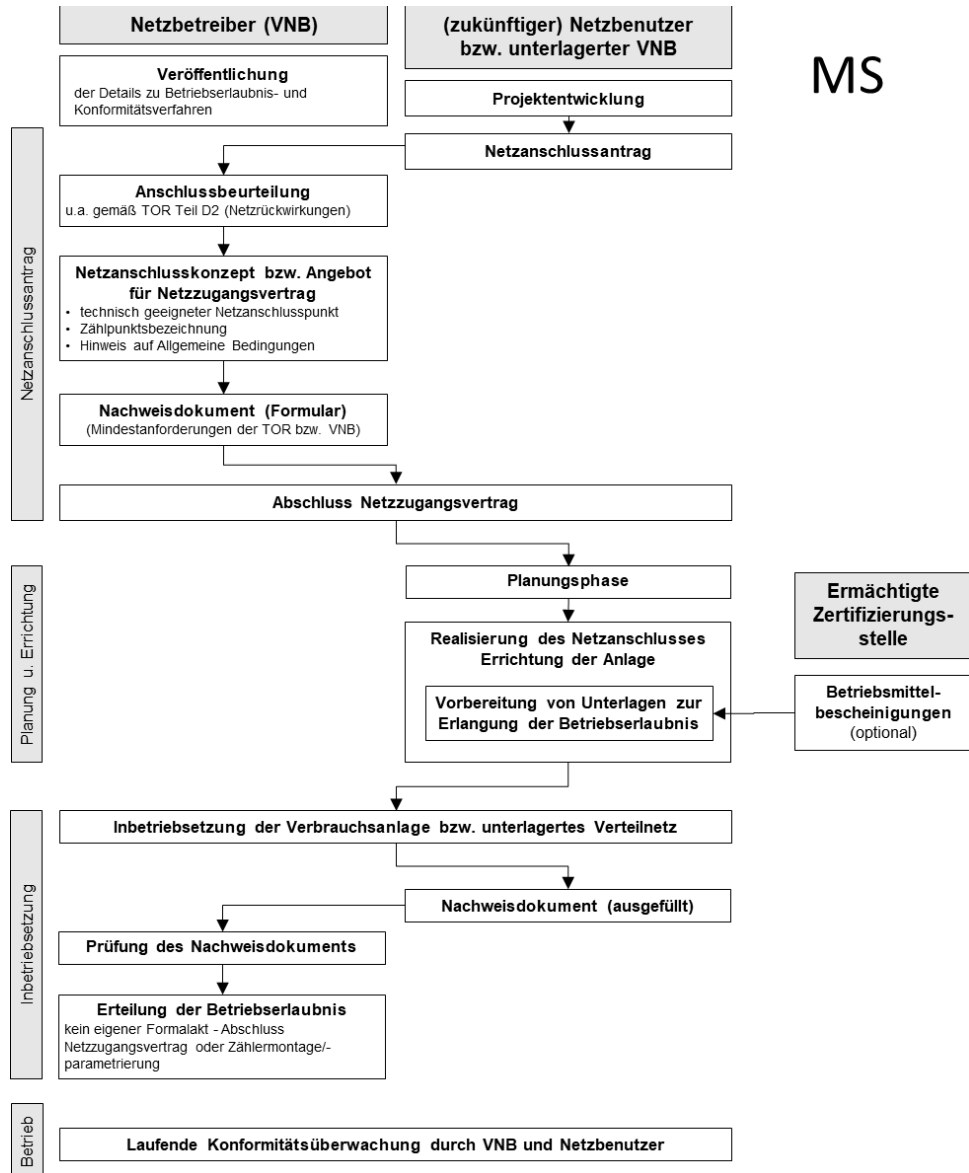 Netzbetreiber (VNB)
(zukünftiger) Netzbenutzer
bzw. unterlagerter VNB
MS
Veröffentlichung
der Details zu Betriebserlaubnis- und
Konformitätsverfahren
Projektentwicklung
Netzanschlussantrag
Netzanschlussantrag
Anschlussbeurteilung
u.a. gemäß TOR Teil D2 (Netzrückwirkungen)
Netzanschlusskonzept bzw. Angebot
für Netzzugangsvertrag
• technisch geeigneter Netzanschlusspunkt
• Zählpunktsbezeichnung
• Hinweis auf Allgemeine Bedingungen
Nachweisdokument (Formular)
(Mindestanforderungen der TOR bzw. VNB)
Abschluss Netzzugangsvertrag
Planung u. Errichtung
Planungsphase
Realisierung des Netzanschlusses
Errichtung der Anlage
Vorbereitung von Unterlagen zur
Erlangung der Betriebserlaubnis
Ermächtigte
Zertifizierungs-
stelle
Betriebsmittel-
bescheinigungen
(optional)
Inbetriebsetzung
Inbetriebsetzung der Verbrauchsanlage bzw. unterlagertes Verteilnetz
Nachweisdokument (ausgefüllt)
Prüfung des Nachweisdokuments
Erteilung der Betriebserlaubnis
kein eigener Formalakt - Abschluss
Netzzugangsvertrag oder Zählermontage/-
parametrierung
Betrieb
Laufende Konformitätsüberwachung durch VNB und Netzbenutzer